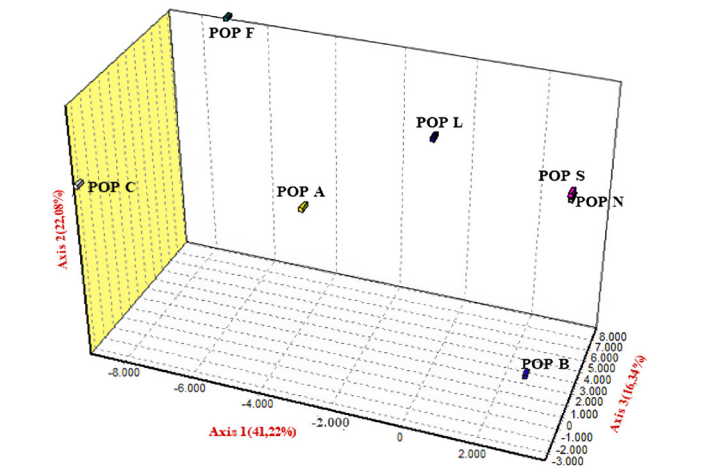 POP F
POP L
POP S
POP N
POP C
POP A
POP B
Axis 2(22,08%)
Axis 1(41,22%)
Axis 3(16,34%)
-8.000
-6.000
-4.000
-2.000
0
2.000
8.000
7.000
6.000
5.000
4.000
3.000
2.000
1.000
0
-1.000
-2.000
-3.000